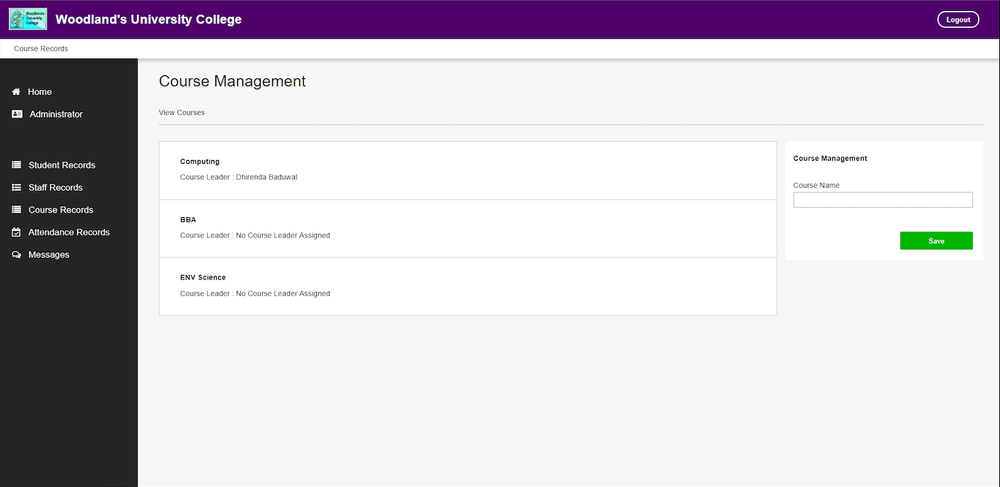 Woodlands
University
College
Woodland's University College
Logout
Course Records
Home
Administrator
Student Records
Staff Records
Course Records
Attendance Records
Messages
Course Management
View Courses
Computing
Course Leader : Dhirenda Baduwal
BBA
Course Leader : No Course Leader Assigned
ENV Science
Course Leader : No Course Leader Assigned
Course Management
Course Name
Save